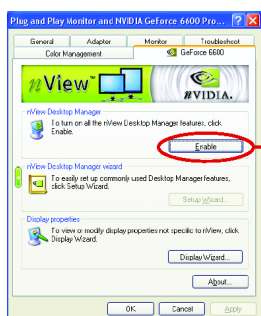 Plug and Play Monitor and NVIDIA GeForce 6600 Pro...
General
Adapter
Monitor
Troubleshoot
Color Management
GeForce 6600
nView™
nVIDIA.
nView Desktop Manager
To turn on all the nView Desktop Manager features, click
Enable.
Enable
nView Desktop Manager wizard
To easily set up commonly used Desktop Manager features,
click Setup Wizard.
Setup Wizard...
Display properties
To view or modify display properties not specific to nView, click
Display Wizard.
Display Wizard...
About...
OK
Cancel
Apply